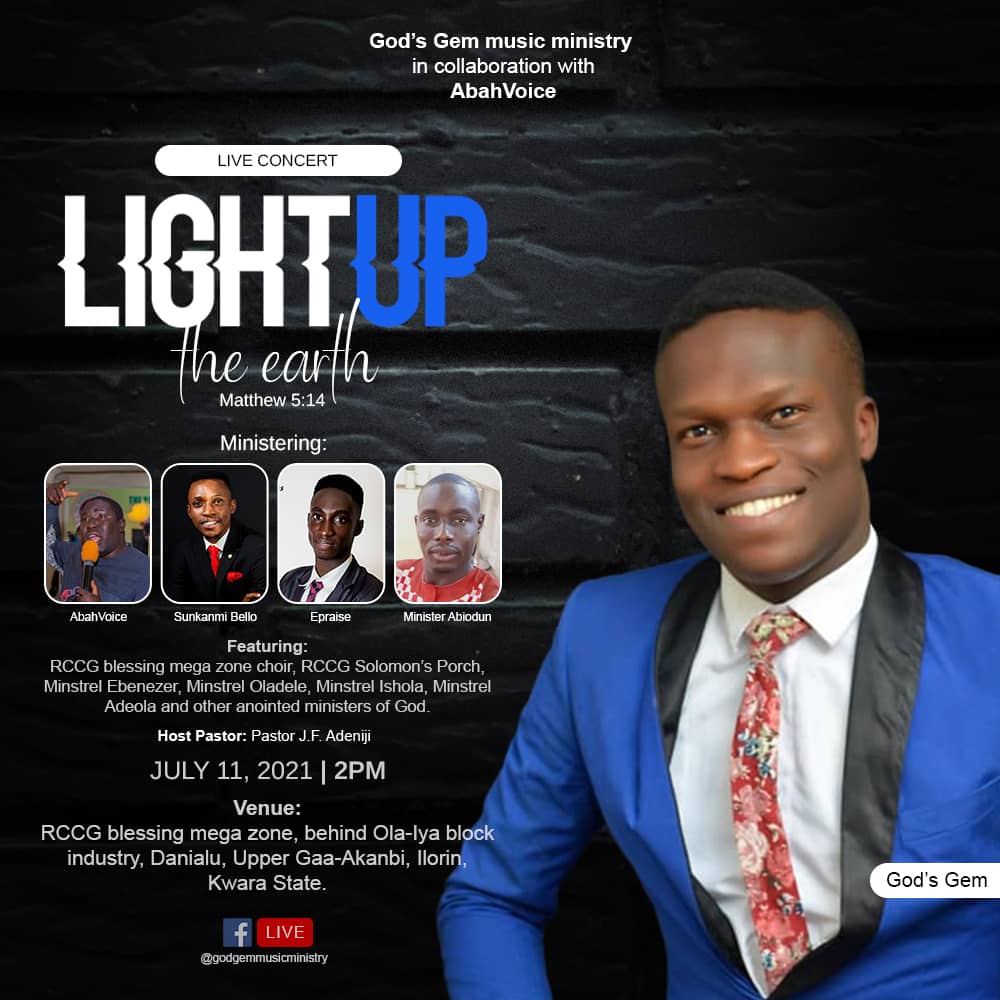 God’s Gem music ministry
in collaboration with
AbahVoice
LIVE CONCERT
LIGHTUP
the earth
Matthew 5:14
Ministering:
AbahVoice
Sunkanmi Bello
Epraise
Minister Abiodun
Featuring:
RCCG blessing mega zone choir, RCCG Solomon’s Porch,
Minstrel Ebenezer, Minstrel Oladele, Minstrel Ishola, Minstrel
Adeola and other anointed ministers of God.
Host Pastor: Pastor J.F. Adeniji
JULY 11, 2021 | 2PM
Venue:
RCCG blessing mega zone, behind Ola-Iya block
industry, Danialu, Upper Gaa-Akanbi, Ilorin,
Kwara State.
God’s Gem
f LIVE
@godgemmusicministry